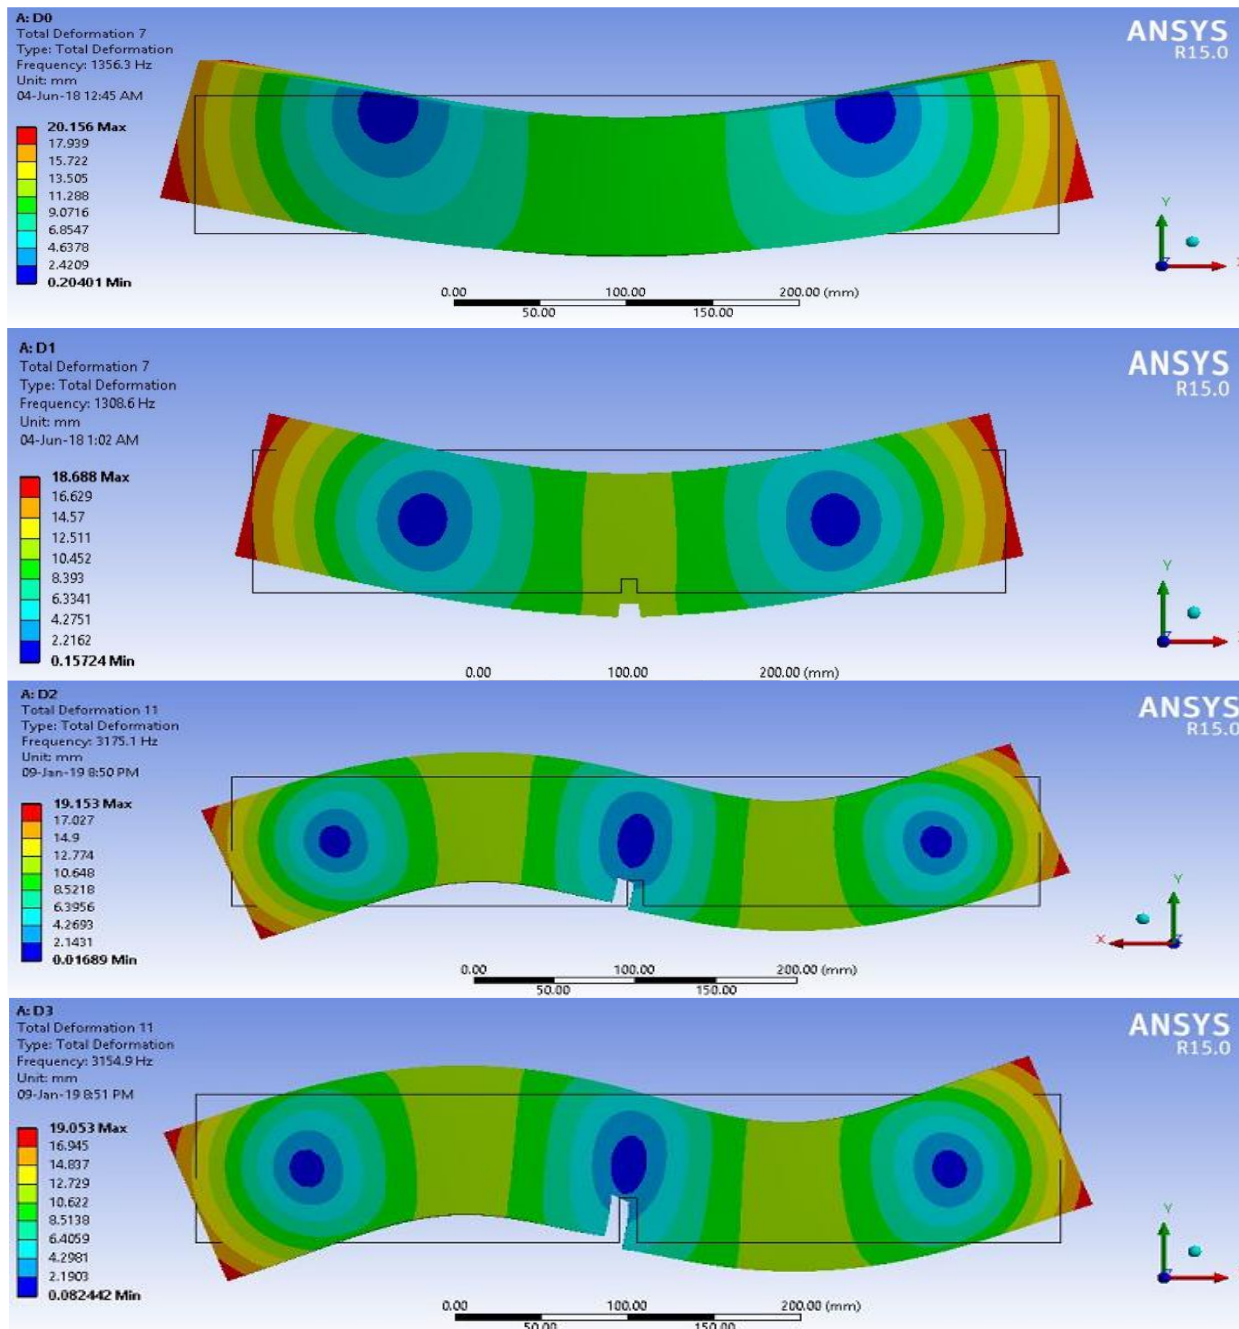 A: D0
Total Deformation 7
Type: Total Deformation
Frequency: 1356.3 Hz
Unit: mm
04-Jun-18 12:45 AM
20.156 Max
17.939
15.722
13.505
11.288
9.0716
6.8547
4.6378
2.4209
0.20401 Min
ANSYS
R15.0
Y
Z
0.00 100.00 200.00 (mm)
50.00 150.00
A: D1
Total Deformation 7
Type: Total Deformation
Frequency: 1308.6 Hz
Unit: mm
04-Jun-18 1:02 AM
18.688 Max
16.629
14.57
12.511
10.452
8.393
6.3341
4.2751
2.2162
0.15724 Min
ANSYS
R15.0
Y
Z
0.00 100.00 200.00 (mm)
A: D2
Total Deformation 11
Type: Total Deformation
Frequency: 3175.1 Hz
Unit: mm
09-Jan-19 8:50 PM
19.153 Max
17.027
14.9
12.774
10.648
8.5218
6.3956
4.2693
2.1431
0.01689 Min
ANSYS
R15.0
Y
X
Z
0.00 100.00 200.00 (mm)
50.00 150.00
A: D3
Total Deformation 11
Type: Total Deformation
Frequency: 3154.9 Hz
Unit: mm
09-Jan-19 8:51 PM
19.053 Max
16.945
14.837
12.729
10.622
8.5138
6.4059
4.2981
2.1903
0.082442 Min
ANSYS
R15.0
Y
Z
0.00 100.00 200.00 (mm)
50.00 150.00